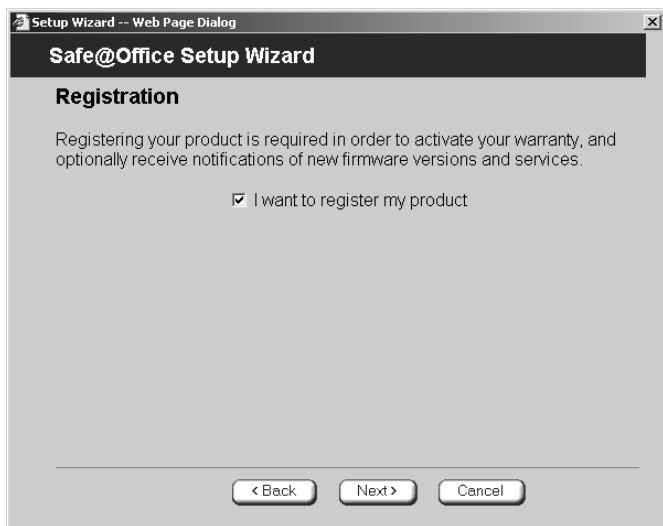 Setup Wizard -- Web Page Dialog
Safe@Office Setup Wizard
Registration
Registering your product is required in order to activate your warranty, and
optionally receive notifications of new firmware versions and services.
I want to register my product
< Back
Next >
Cancel